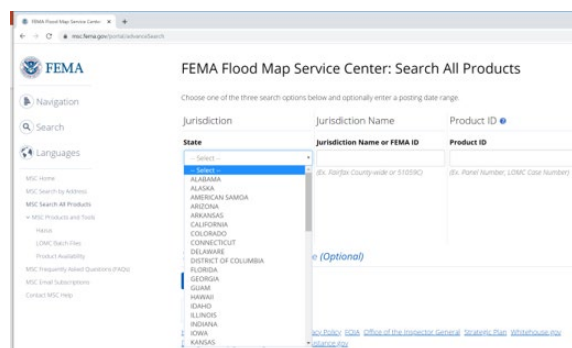 FEMA Flood Map Service Center
msc.fema.gov/portal/advanceSearch
FEMA
Navigation
Search
Languages
MSC Home
MSC Search by Address
MSC Search All Products
MSC Products and Tools
Hazus
LOMC Batch Files
Product Availability
MSC Frequently Asked Questions (FAQs)
MSC Email Subscriptions
Contact MSC Help
FEMA Flood Map Service Center: Search All Products
Choose one of the three search options below and optionally enter a posting date range.
Jurisdiction Jurisdiction Name Product ID
State Jurisdiction Name or FEMA ID Product ID
-- Select --
(Ex. Fairfax County-wide or 51059C) (Ex. Panel Number, LOMC Case Number)
-- Select --
ALABAMA
ALASKA
AMERICAN SAMOA
ARIZONA
ARKANSAS
CALIFORNIA
COLORADO
CONNECTICUT
DELAWARE
DISTRICT OF COLUMBIA
FLORIDA
GEORGIA
GUAM
HAWAII
IDAHO
ILLINOIS
INDIANA
IOWA
KANSAS
(Optional)
Policy FOIA Office of the Inspector General Strategic Plan Whitehouse.gov